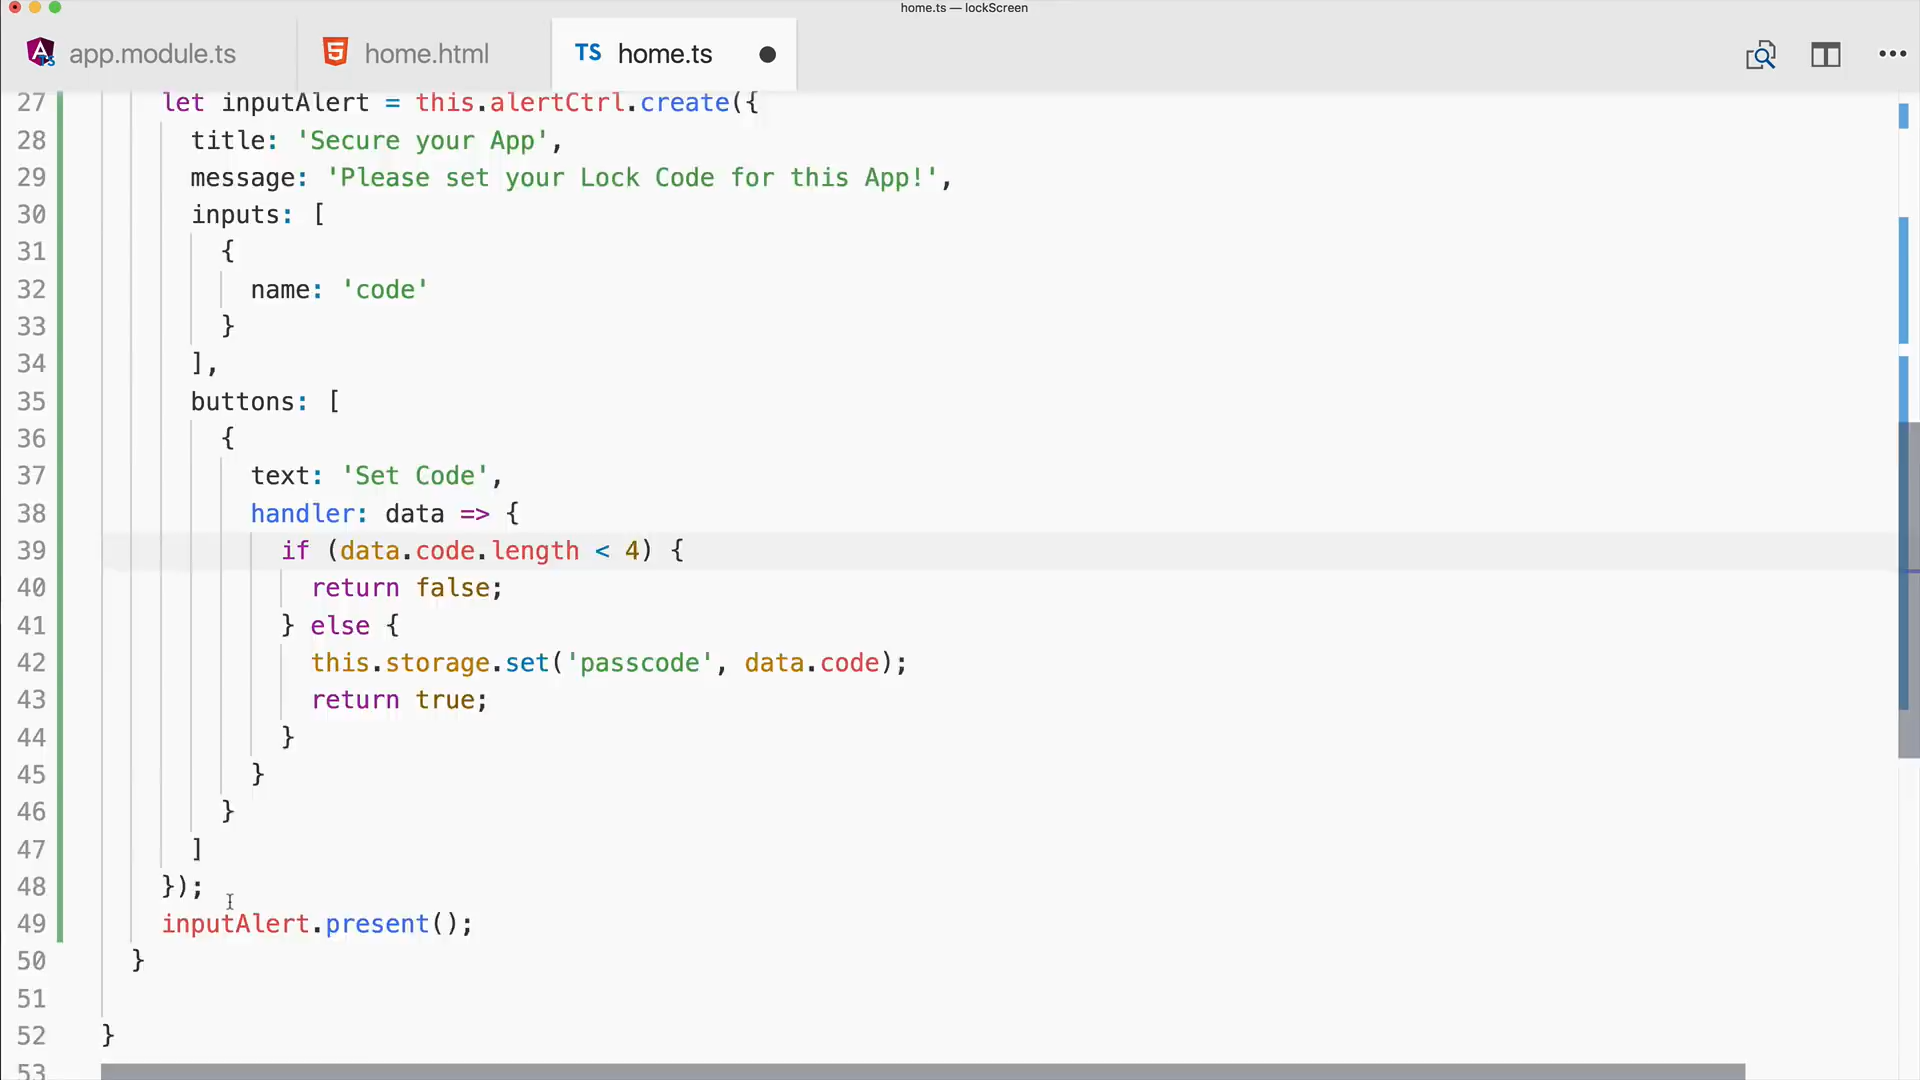 home.ts — lockScreen
app.module.ts home.html TS home.ts
27 let inputAlert = this.alertCtrl.create({
28 title: 'Secure your App',
29 message: 'Please set your Lock Code for this App!',
30 inputs: [
31 {
32 name: 'code'
33 }
34 ],
35 buttons: [
36 {
37 text: 'Set Code',
38 handler: data => {
39 if (data.code.length < 4) {
40 return false;
41 } else {
42 this.storage.set('passcode', data.code);
43 return true;
44 }
45 }
46 }
47 ]
48 });
49 inputAlert.present();
50 }
51
52 }
53